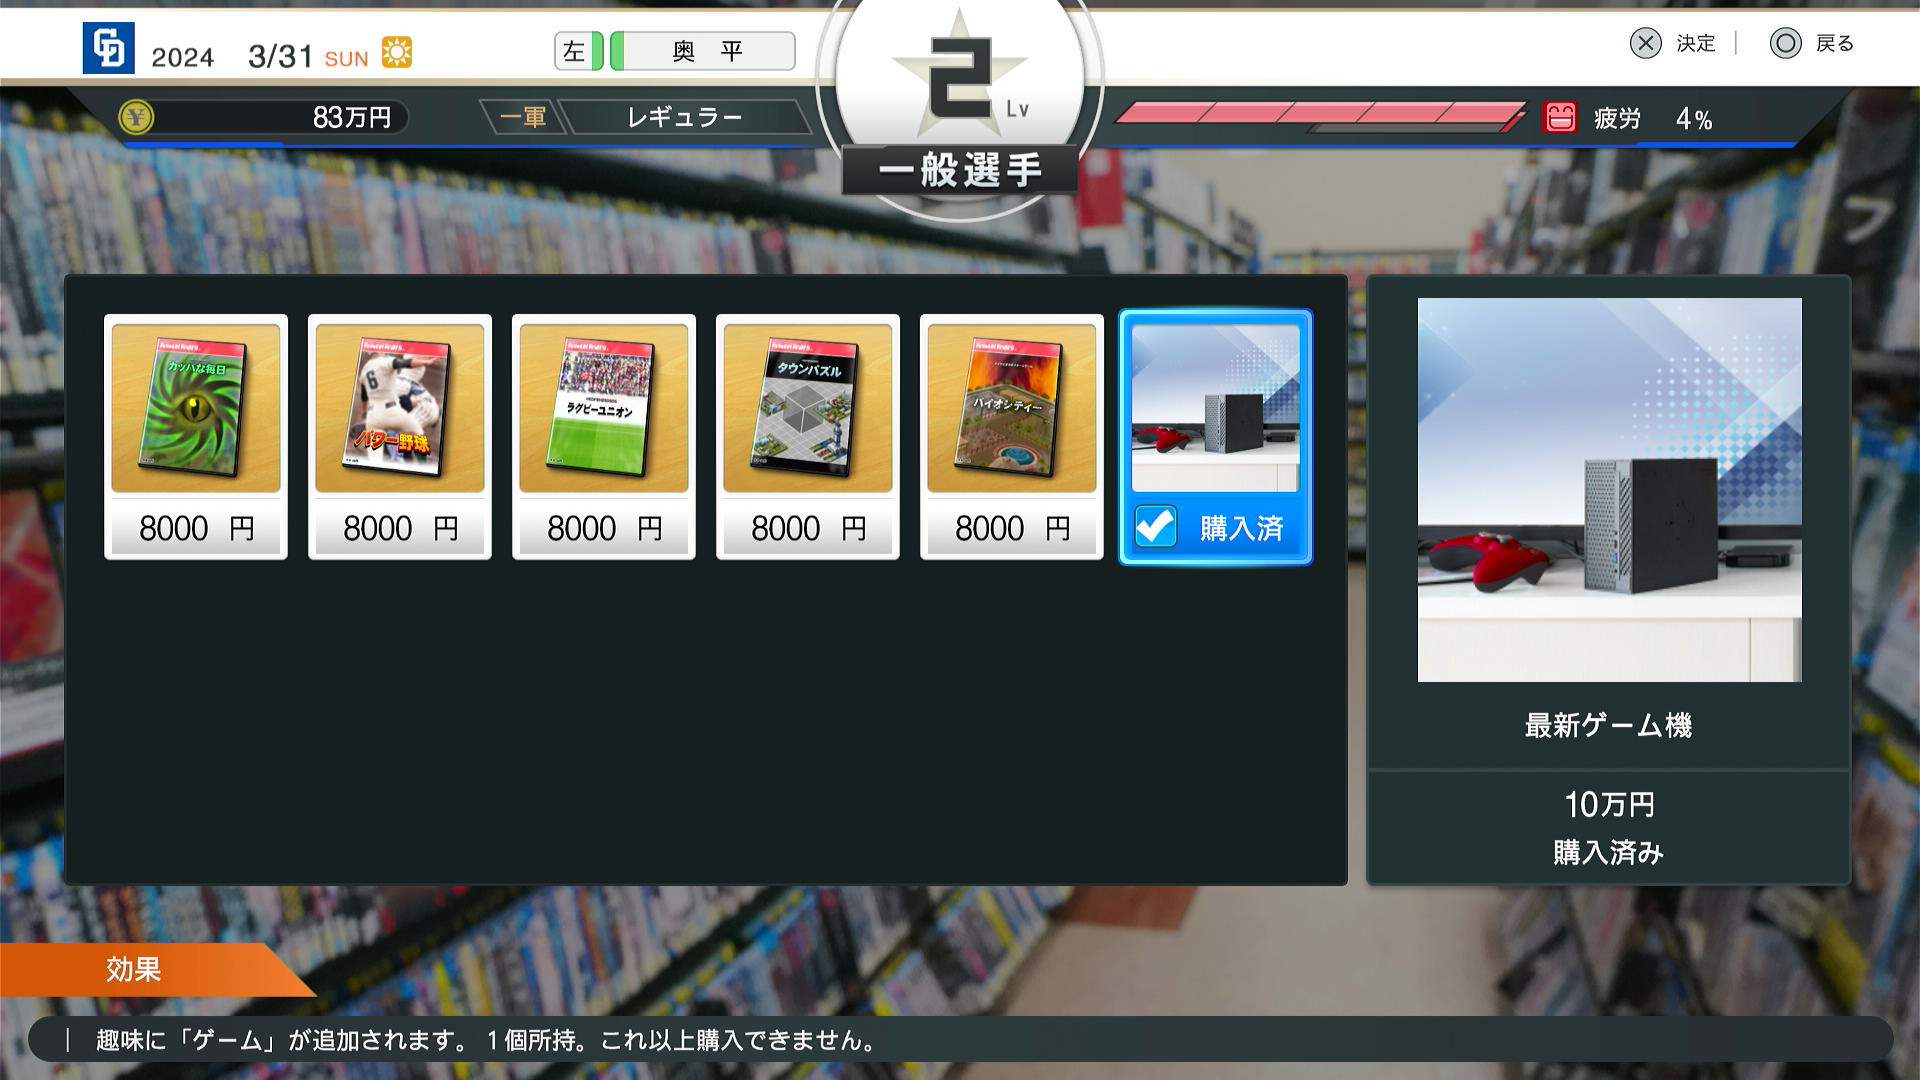 2024 3/31 SUN
左 奥 平
2 Lv
一般選手
決定 戻る
83万円
一軍 レギュラー
疲労 4%
フ
カッパな毎日
6
パワー野球
ラグビーユニオン
タウンパズル
バイオシティー
8000 円
8000 円
8000 円
8000 円
8000 円
購入済
最新ゲーム機
10万円
購入済み
効果
趣味に「ゲーム」が追加されます。1個所持。これ以上購入できません。